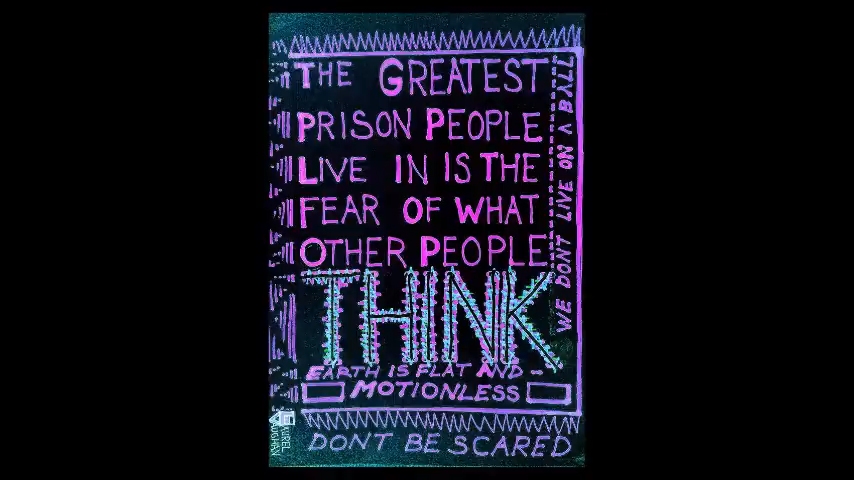 THE GREATEST
PRISON PEOPLE
LIVE IN IS THE
FEAR OF WHAT
OTHER PEOPLE
THINK
EARTH IS FLAT AND -
MOTIONLESS
DONT BE SCARED
WE DONT LIVE ON A BALL